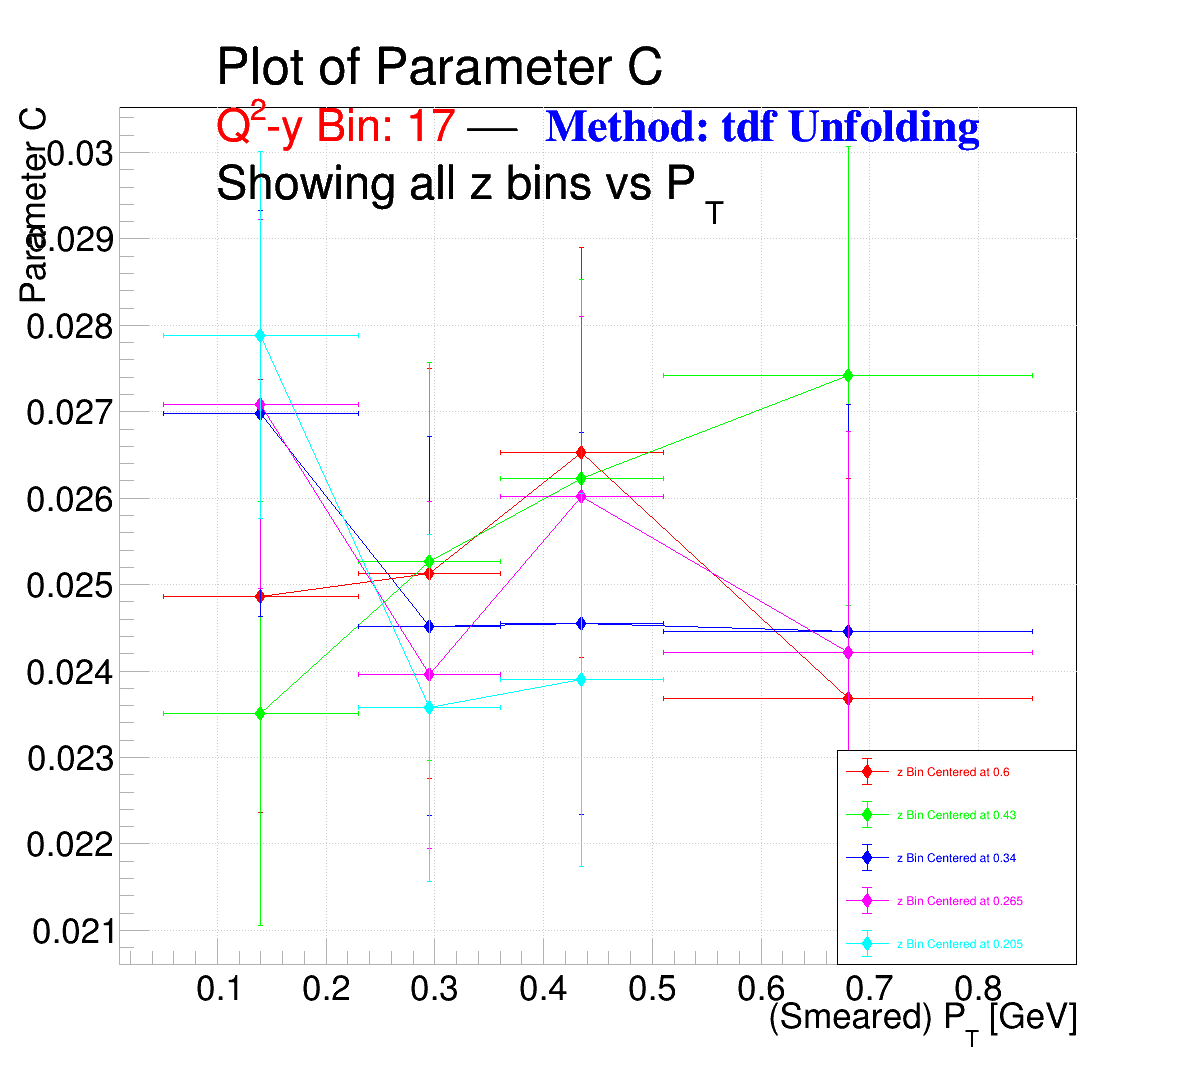 Plot of Parameter C
Q²-y Bin: 17 — Method: tdf Unfolding
Showing all z bins vs P_T
Parameter C
0.03
0.029
0.028
0.027
0.026
0.025
0.024
0.023
0.022
0.021
z Bin Centered at 0.6
z Bin Centered at 0.43
z Bin Centered at 0.34
z Bin Centered at 0.265
z Bin Centered at 0.205
0.1 0.2 0.3 0.4 0.5 0.6 0.7 0.8
(Smeared) P_T [GeV]